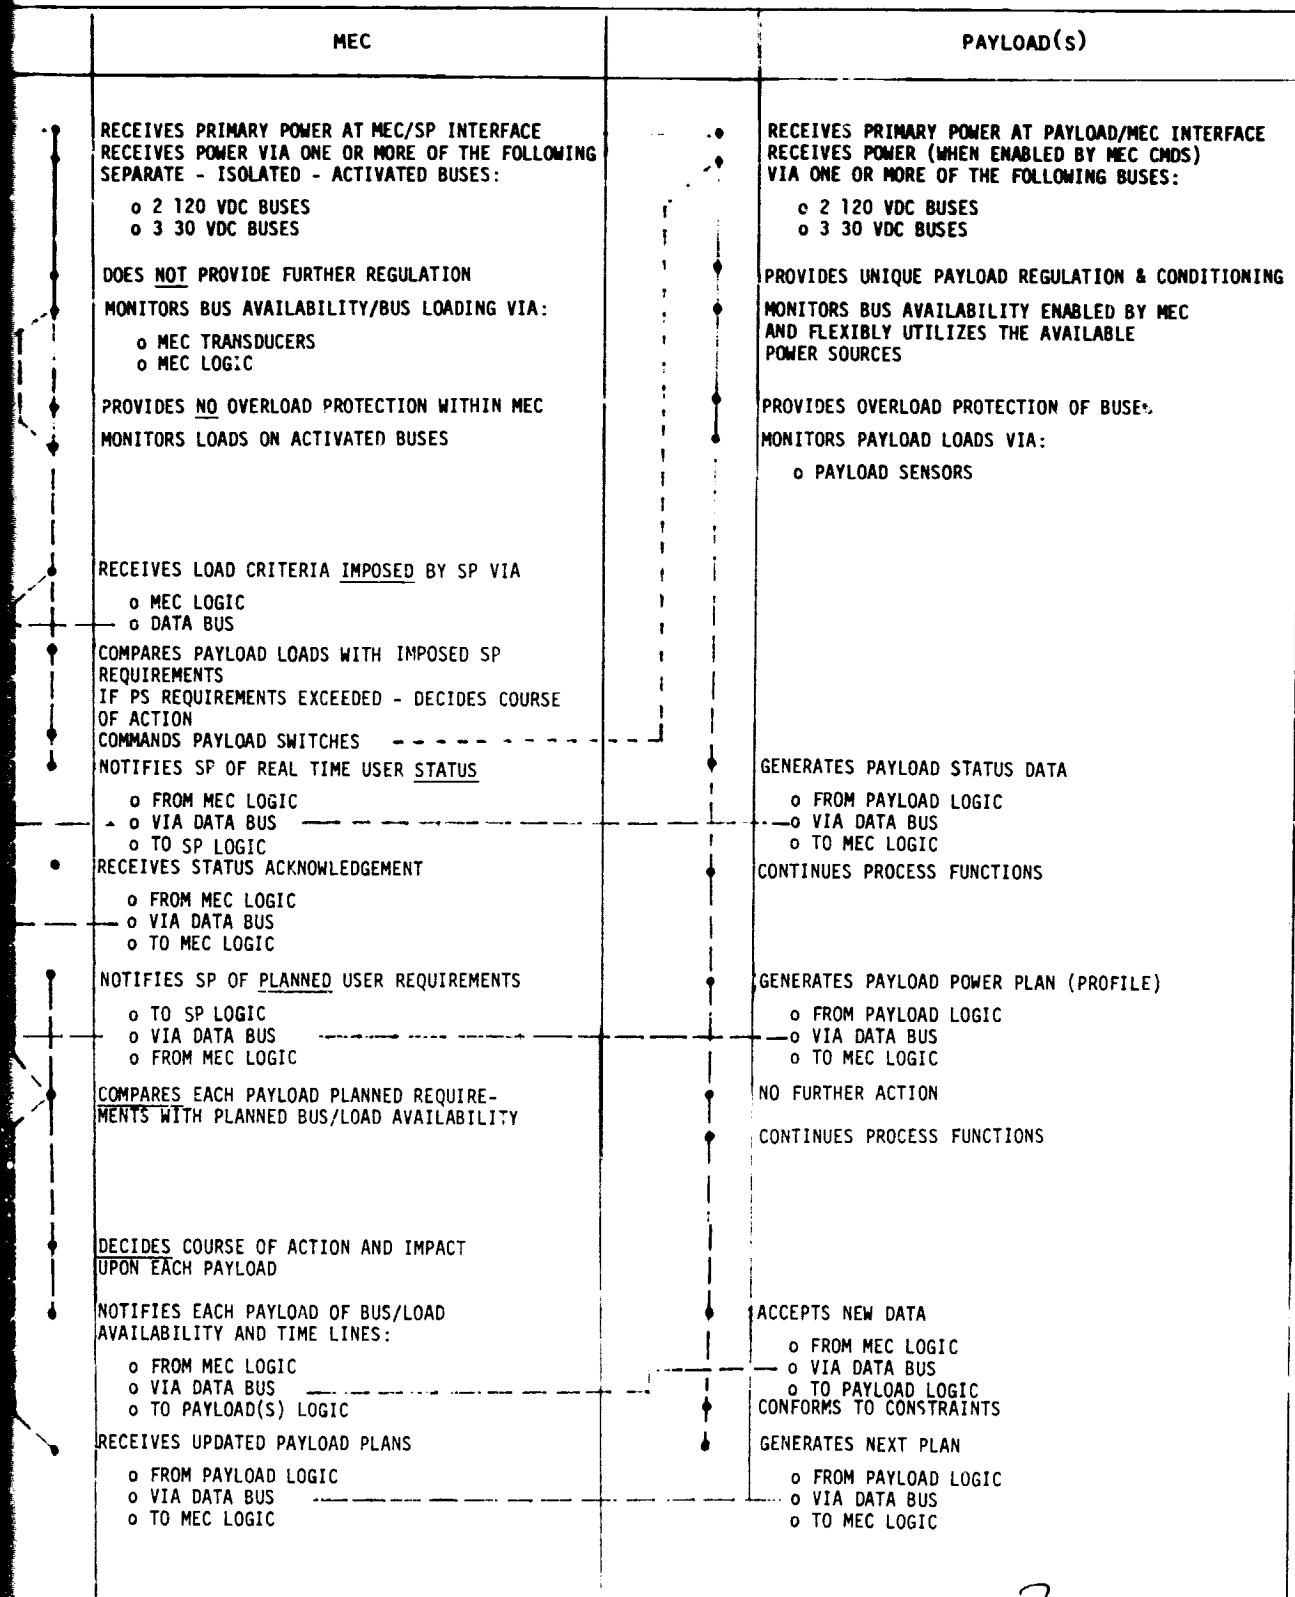 MEC
RECEIVES PRIMARY POWER AT MEC/SP INTERFACE
RECEIVES POWER VIA ONE OR MORE OF THE FOLLOWING
SEPARATE - ISOLATED - ACTIVATED BUSES:
o 2 120 VDC BUSES
o 3 30 VDC BUSES
DOES NOT PROVIDE FURTHER REGULATION
MONITORS BUS AVAILABILITY/BUS LOADING VIA:
o MEC TRANSDUCERS
o MEC LOGIC
PROVIDES NO OVERLOAD PROTECTION WITHIN MEC
MONITORS LOADS ON ACTIVATED BUSES
RECEIVES LOAD CRITERIA IMPOSED BY SP VIA
o MEC LOGIC
o DATA BUS
COMPARES PAYLOAD LOADS WITH IMPOSED SP
REQUIREMENTS
IF PS REQUIREMENTS EXCEEDED - DECIDES COURSE
OF ACTION
COMMANDS PAYLOAD SWITCHES
NOTIFIES SP OF REAL TIME USER STATUS
o FROM MEC LOGIC
o VIA DATA BUS
o TO SP LOGIC
RECEIVES STATUS ACKNOWLEDGEMENT
o FROM MEC LOGIC
o VIA DATA BUS
o TO MEC LOGIC
NOTIFIES SP OF PLANNED USER REQUIREMENTS
o TO SP LOGIC
o VIA DATA BUS
o FROM MEC LOGIC
COMPARES EACH PAYLOAD PLANNED REQUIRE-
MENTS WITH PLANNED BUS/LOAD AVAILABILITY
DECIDES COURSE OF ACTION AND IMPACT
UPON EACH PAYLOAD
NOTIFIES EACH PAYLOAD OF BUS/LOAD
AVAILABILITY AND TIME LINES:
o FROM MEC LOGIC
o VIA DATA BUS
o TO PAYLOAD(S) LOGIC
RECEIVES UPDATED PAYLOAD PLANS
o FROM PAYLOAD LOGIC
o VIA DATA BUS
o TO MEC LOGIC
PAYLOAD(S)
RECEIVES PRIMARY POWER AT PAYLOAD/MEC INTERFACE
RECEIVES POWER (WHEN ENABLED BY MEC CMDS)
VIA ONE OR MORE OF THE FOLLOWING BUSES:
o 2 120 VDC BUSES
o 3 30 VDC BUSES
PROVIDES UNIQUE PAYLOAD REGULATION & CONDITIONING
MONITORS BUS AVAILABILITY ENABLED BY MEC
AND FLEXIBLY UTILIZES THE AVAILABLE
POWER SOURCES
PROVIDES OVERLOAD PROTECTION OF BUSES
MONITORS PAYLOAD LOADS VIA:
o PAYLOAD SENSORS
GENERATES PAYLOAD STATUS DATA
o FROM PAYLOAD LOGIC
o VIA DATA BUS
o TO MEC LOGIC
CONTINUES PROCESS FUNCTIONS
GENERATES PAYLOAD POWER PLAN (PROFILE)
o FROM PAYLOAD LOGIC
o VIA DATA BUS
o TO MEC LOGIC
NO FURTHER ACTION
CONTINUES PROCESS FUNCTIONS
ACCEPTS NEW DATA
o FROM MEC LOGIC
o VIA DATA BUS
o TO PAYLOAD LOGIC
CONFORMS TO CONSTRAINTS
GENERATES NEXT PLAN
o FROM PAYLOAD LOGIC
o VIA DATA BUS
o TO MEC LOGIC